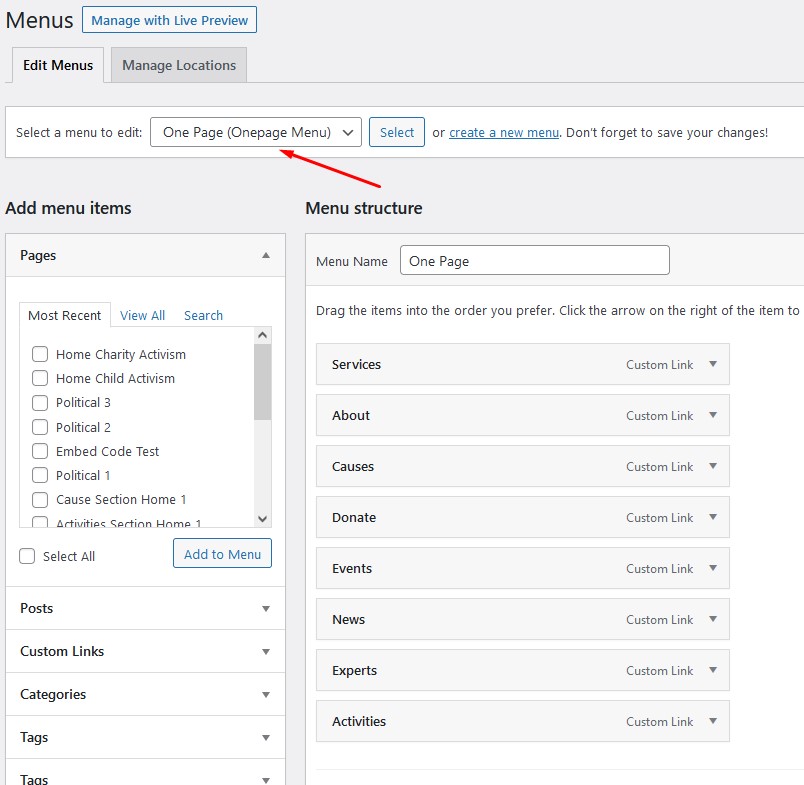 Menus Manage with Live Preview
Edit Menus Manage Locations
Select a menu to edit: One Page (Onepage Menu) Select or create a new menu. Don't forget to save your changes!
Add menu items
Pages
Most Recent View All Search
Home Charity Activism
Home Child Activism
Political 3
Political 2
Embed Code Test
Political 1
Cause Section Home 1
Activities Section Home 1
Select All Add to Menu
Posts
Custom Links
Categories
Tags
Tags
Menu structure
Menu Name One Page
Drag the items into the order you prefer. Click the arrow on the right of the item to
Services Custom Link
About Custom Link
Causes Custom Link
Donate Custom Link
Events Custom Link
News Custom Link
Experts Custom Link
Activities Custom Link